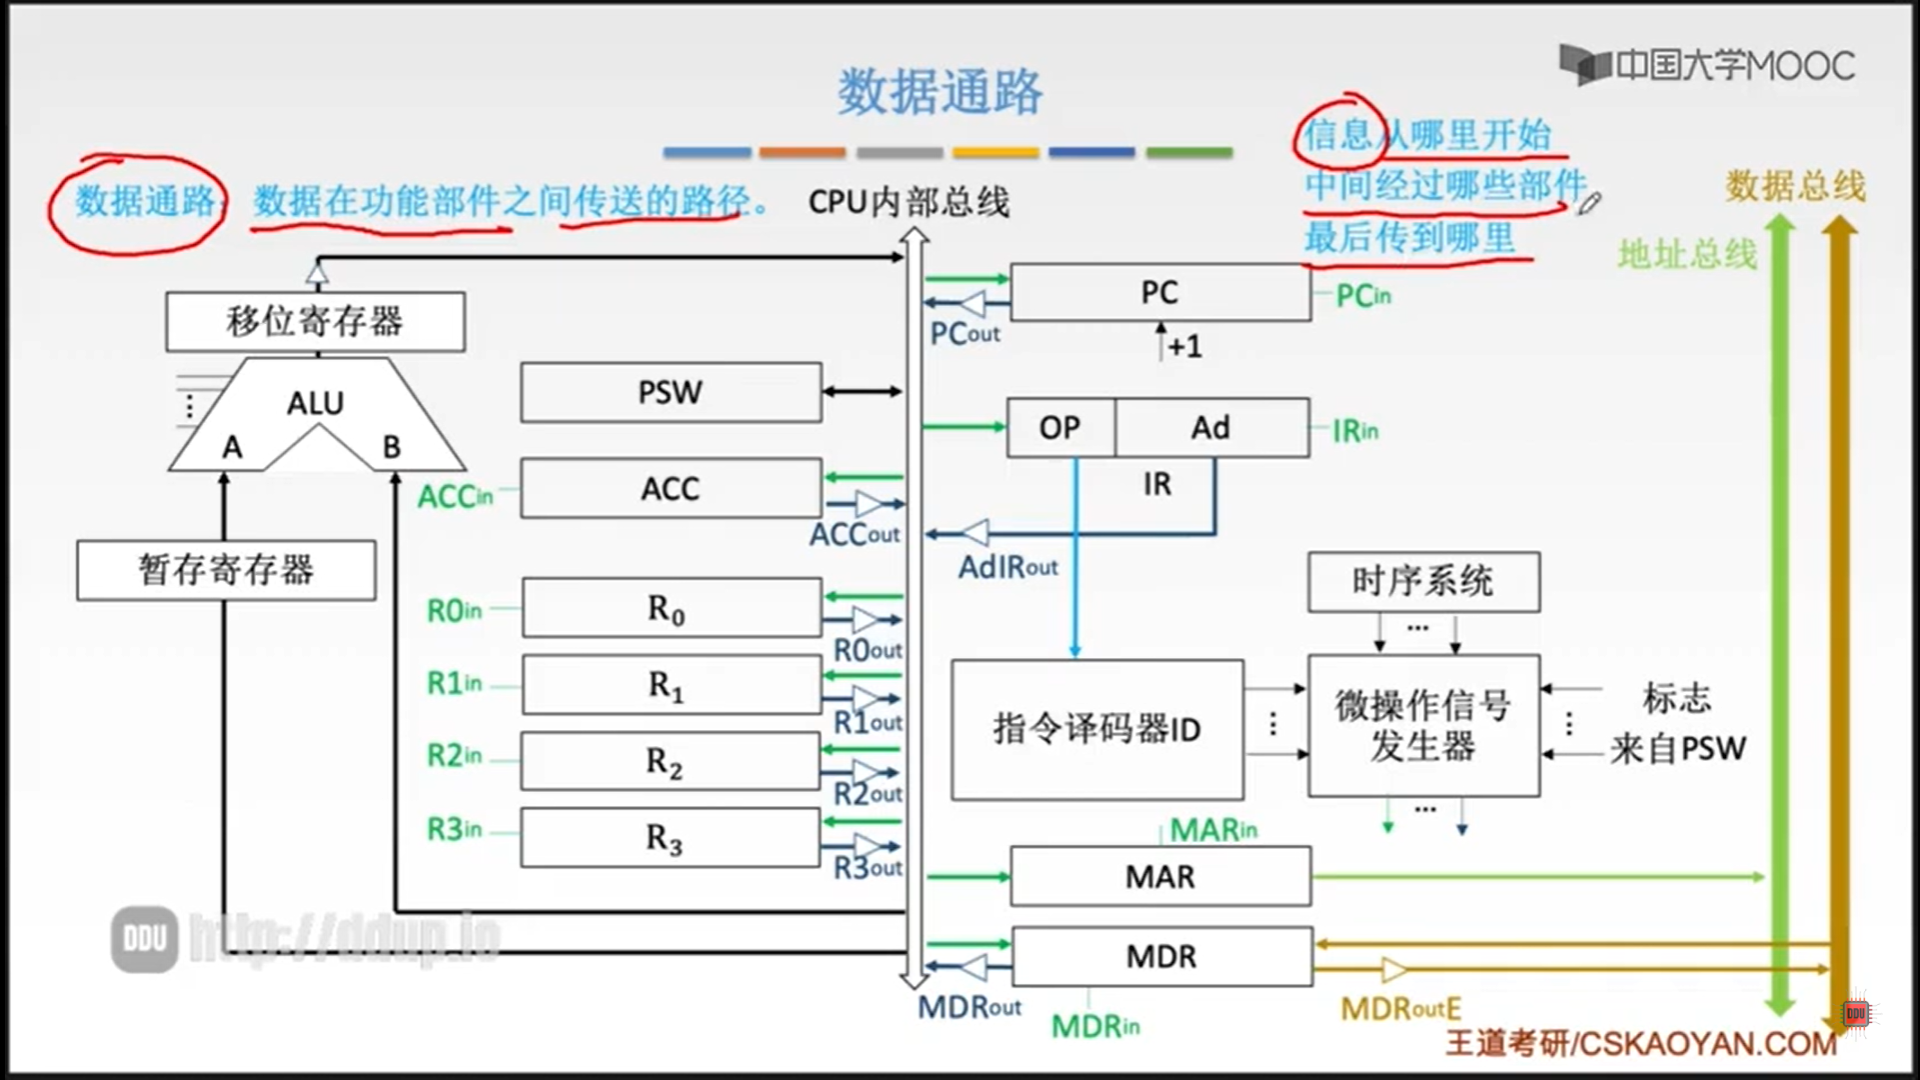 中国大学MOOC
数据通路
信息从哪里开始
中间经过哪些部件
最后传到哪里
数据通路:数据在功能部件之间传送的路径。
CPU内部总线
数据总线
地址总线
移位寄存器
ALU
A
B
暂存寄存器
PSW
ACC
ACCin
ACCout
R0
R0in
R0out
R1
R1in
R1out
R2
R2in
R2out
R3
R3in
R3out
PC
PCin
PCout
+1
OP
Ad
IRin
IR
AdIRout
时序系统
...
指令译码器ID
微操作信号
发生器
标志
来自PSW
...
MARin
MAR
MDR
MDRout
MDRin
MDRoutE
DDU http://ddup.io
DDU
王道考研/CSKAOYAN.COM